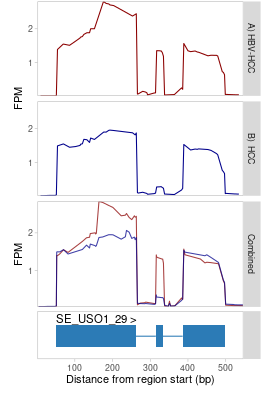 2
1
A) HBV-HCC
FPM
2
1
B) HCC
2
1
Combined
FPM
SE_USO1_29 >
100 200 300 400 500
Distance from region start (bp)